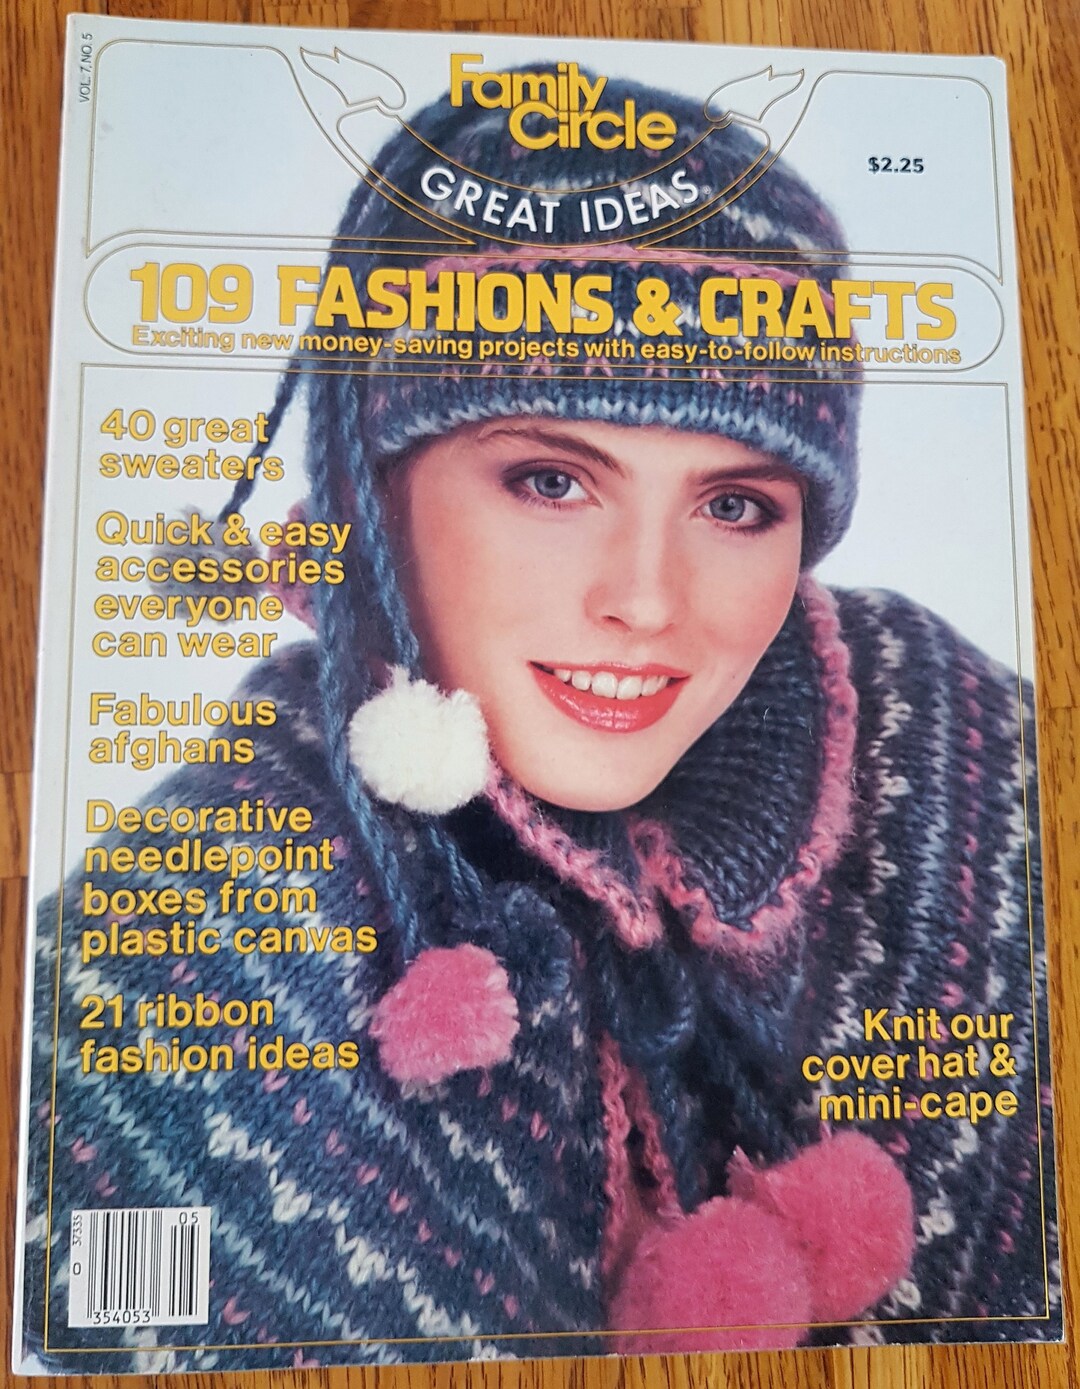 VOL. 7, NO. 5
Family
Circle
GREAT IDEAS®
$2.25
109 FASHIONS & CRAFTS
Exciting new money-saving projects with easy-to-follow instructions
40 great
sweaters
Quick & easy
accessories
everyone
can wear
Fabulous
afghans
Decorative
needlepoint
boxes from
plastic canvas
21 ribbon
fashion ideas
Knit our
cover hat &
mini-cape
05
0
37335
354053